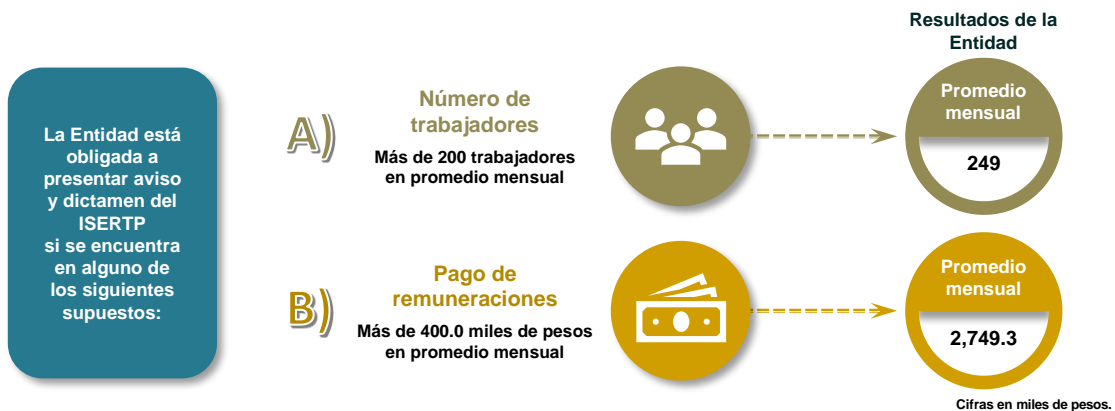 Resultados de la
Entidad
La Entidad está
obligada a
presentar aviso
y dictamen del
ISERTP
si se encuentra
en alguno de
los siguientes
supuestos:
A)
Número de
trabajadores
Más de 200 trabajadores
en promedio mensual
Promedio
mensual
249
B)
Pago de
remuneraciones
Más de 400.0 miles de pesos
en promedio mensual
Promedio
mensual
2,749.3
Cifras en miles de pesos.